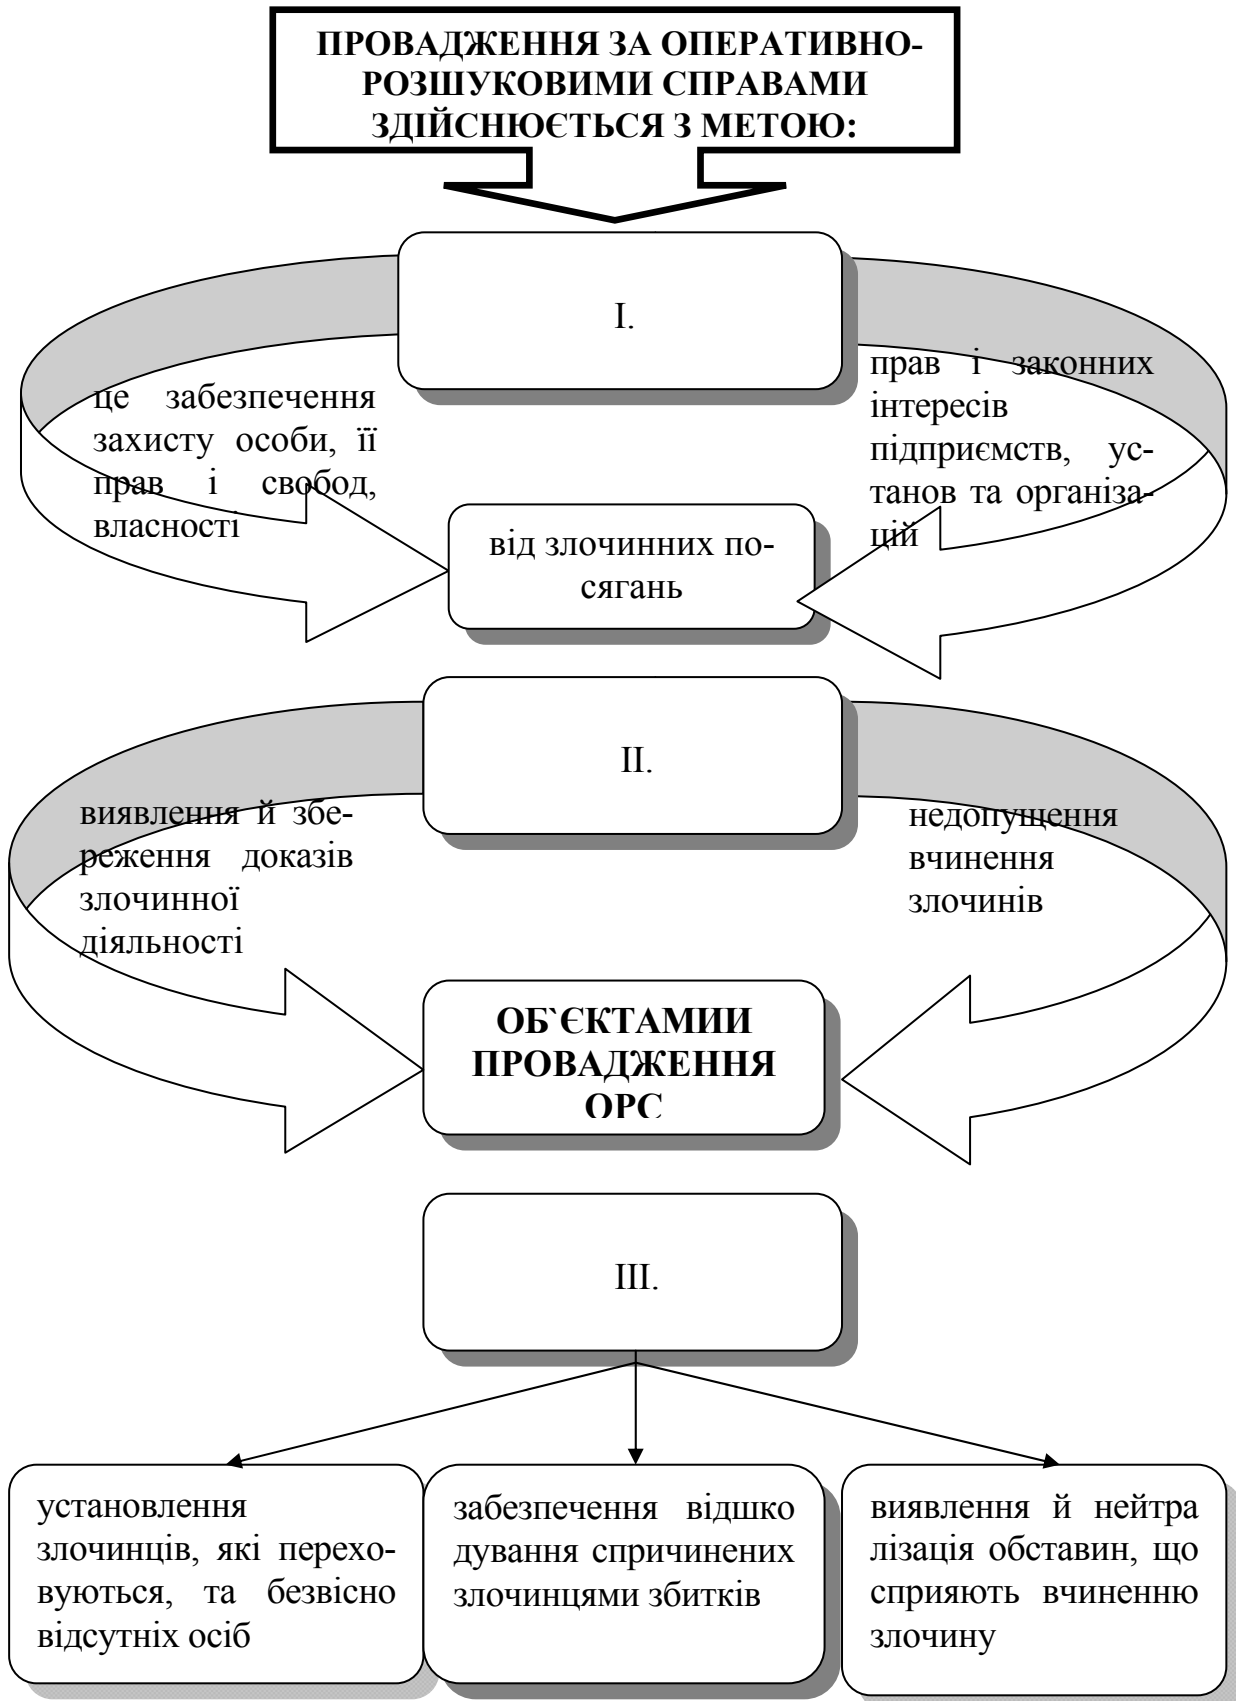 ПРОВАДЖЕННЯ ЗА ОПЕРАТИВНО-
РОЗШУКОВИМИ СПРАВАМИ
ЗДІЙСНЮЄТЬСЯ З МЕТОЮ:
І.
це забезпечення
захисту особи, її
прав і свобод,
власності
прав і законних
інтересів
підприємств, ус-
танов та організа-
цій
від злочинних по-
сягань
ІІ.
виявлення й збе-
реження доказів
злочинної
діяльності
недопущення
вчинення
злочинів
ОБ`ЄКТАМИИ
ПРОВАДЖЕННЯ
ОРС
ІІІ.
установлення
злочинців, які перехо-
вуються, та безвісно
відсутніх осіб
забезпечення відшко
дування спричинених
злочинцями збитків
виявлення й нейтра
лізація обставин, що
сприяють вчиненню
злочину